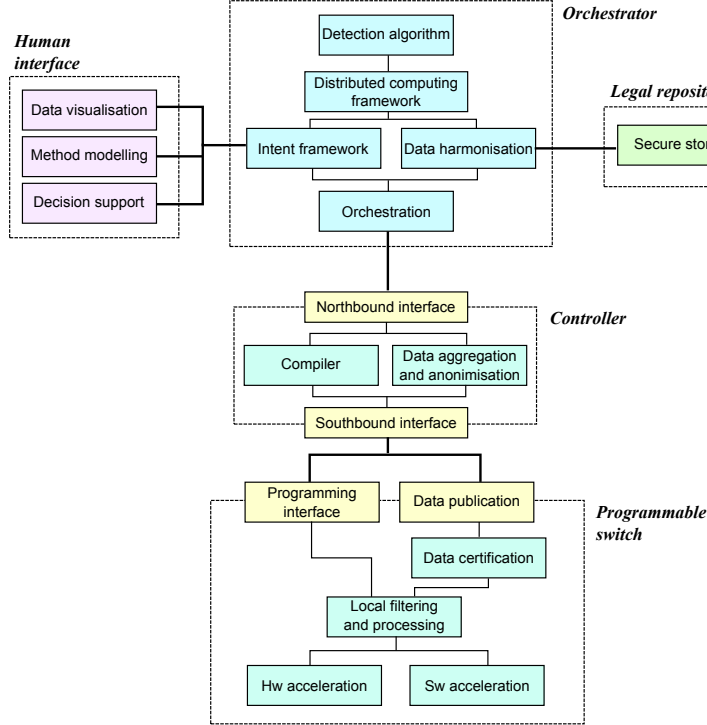 Orchestrator
Human
interface
Detection algorithm
Distributed computing
framework
Legal reposit
Data visualisation
Method modelling
Decision support
Intent framework
Data harmonisation
Secure stor
Orchestration
Northbound interface
Controller
Compiler
Data aggregation
and anonimisation
Southbound interface
Programming
interface
Data publication
Programmable
switch
Data certification
Local filtering
and processing
Hw acceleration
Sw acceleration